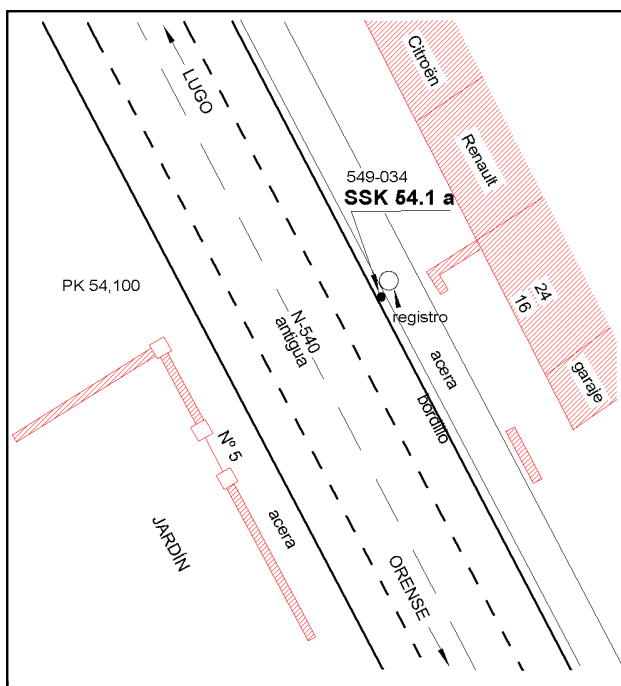 Citroën
LUGO
Renault
549-034
SSK 54.1 a
PK 54,100
24
16
N-540
antigua
registro
acera
garaje
bordillo
Nº 5
acera
JARDÍN
ORENSE